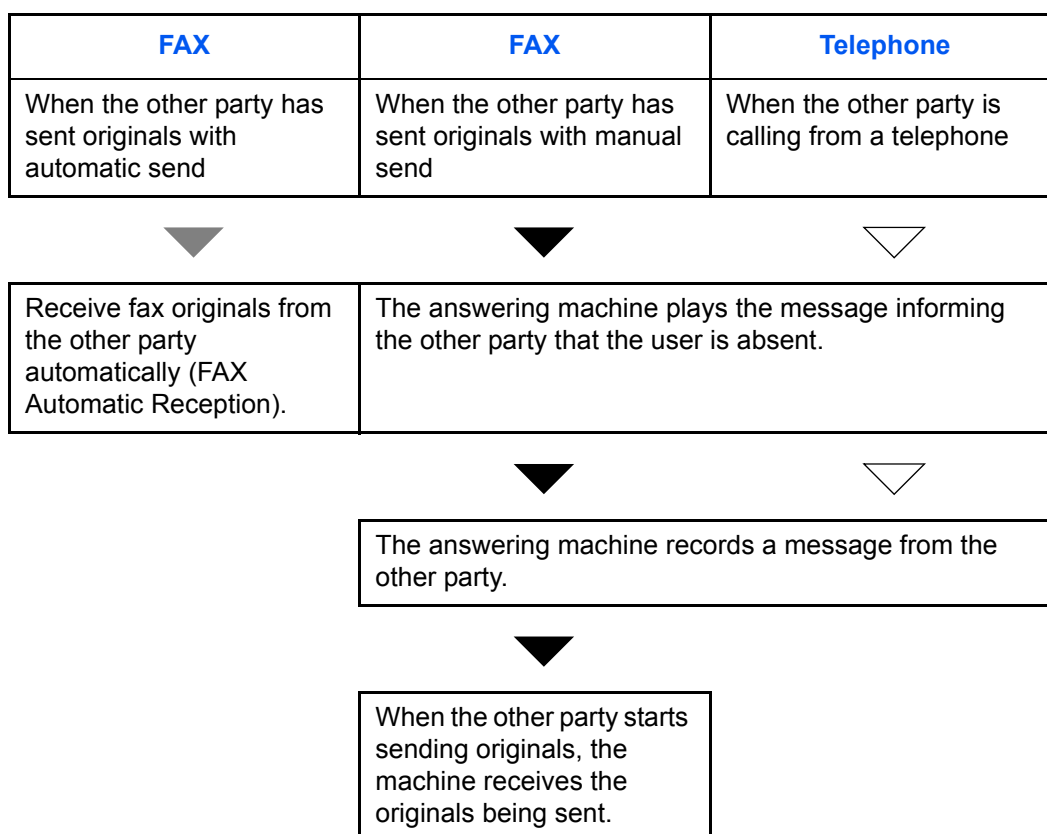 FAX
FAX
Telephone
When the other party has
sent originals with
automatic send
When the other party has
sent originals with manual
send
When the other party is
calling from a telephone
Receive fax originals from
the other party
automatically (FAX
Automatic Reception).
The answering machine plays the message informing
the other party that the user is absent.
The answering machine records a message from the
other party.
When the other party starts
sending originals, the
machine receives the
originals being sent.